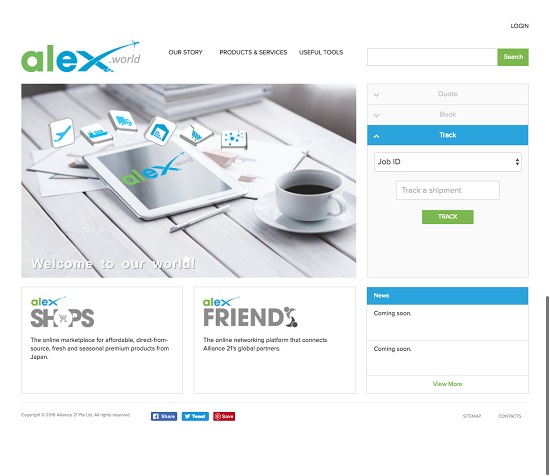 LOGIN
alex.world
OUR STORY
PRODUCTS & SERVICES
USEFUL TOOLS
Search
alex.world
Welcome to our world!
Quote
Book
Track
Job ID
Track a shipment
TRACK
alex
SHOPS
The online marketplace for affordable, direct-from-
source, fresh and seasonal premium products from
Japan.
alex
FRIENDS
The online networking platform that connects
Alliance 21's global partners.
News
Coming soon.
Coming soon.
View More
Copyright © 2016 Alliance 21 Pte Ltd. All rights reserved.
Share
Tweet
Save
SITEMAP
CONTACTS